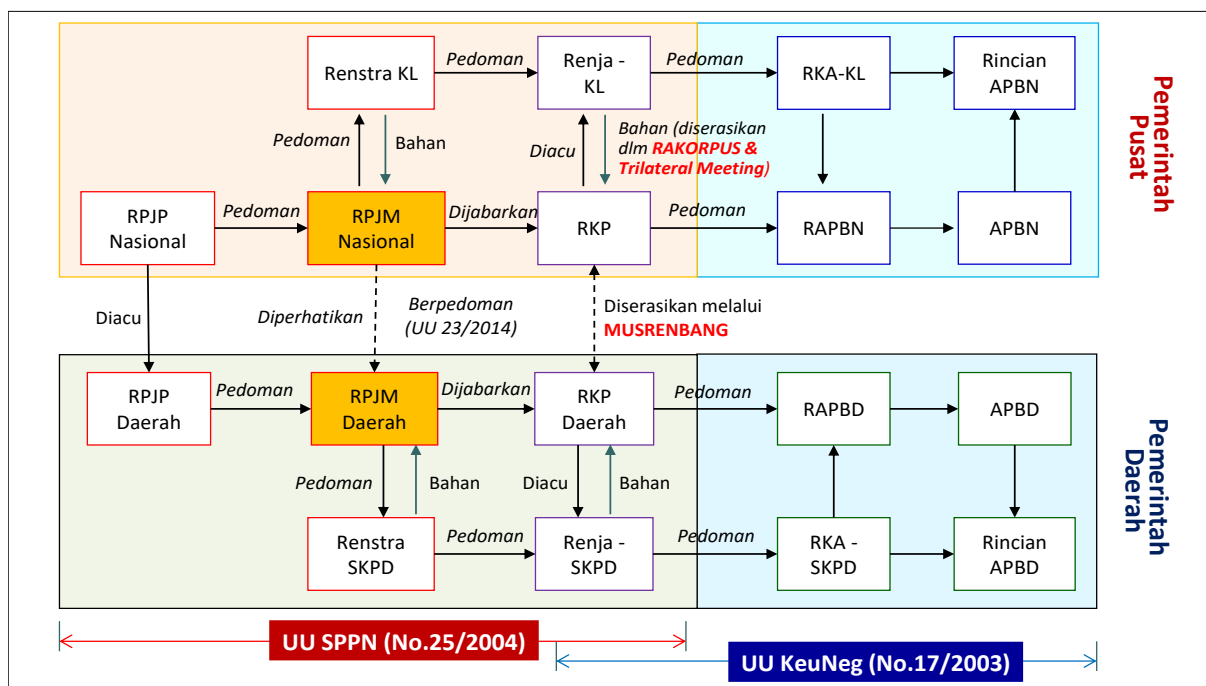 Pedoman
Pedoman
Renstra KL
Renja -
KL
RKA-KL
Rincian
APBN
Pemerintah
Pusat
Pedoman
Bahan
Diacu
Bahan (diserasikan
dlm RAKORPUS &
Trilateral Meeting)
RPJP
Nasional
Pedoman
RPJM
Nasional
Dijabarkan
RKP
Pedoman
RAPBN
APBN
Diacu
Diperhatikan
Berpedoman
(UU 23/2014)
Diserasikan melalui
MUSRENBANG
RPJP
Daerah
Pedoman
RPJM
Daerah
Dijabarkan
RKP
Daerah
Pedoman
RAPBD
APBD
Pemerintah
Daerah
Pedoman
Bahan
Diacu
Bahan
Renstra
SKPD
Pedoman
Renja -
SKPD
Pedoman
RKA -
SKPD
Rincian
APBD
UU SPPN (No.25/2004)
UU KeuNeg (No.17/2003)